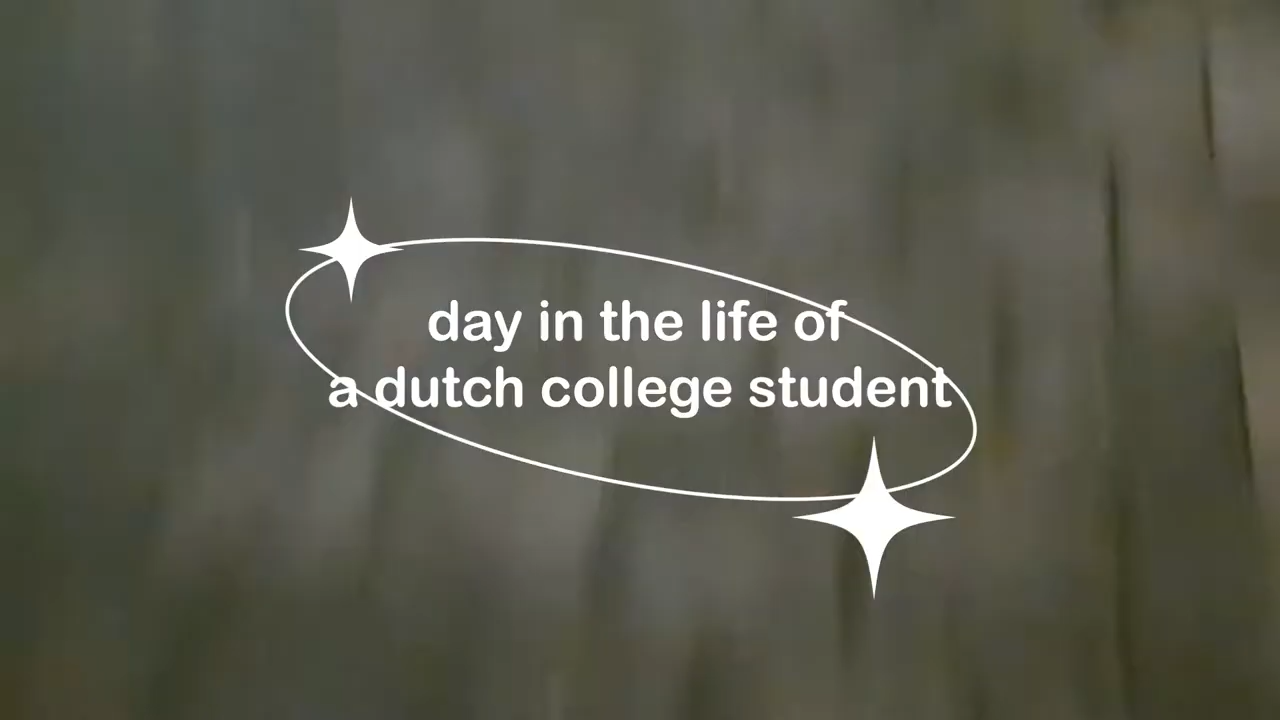 day in the life of
a dutch college student